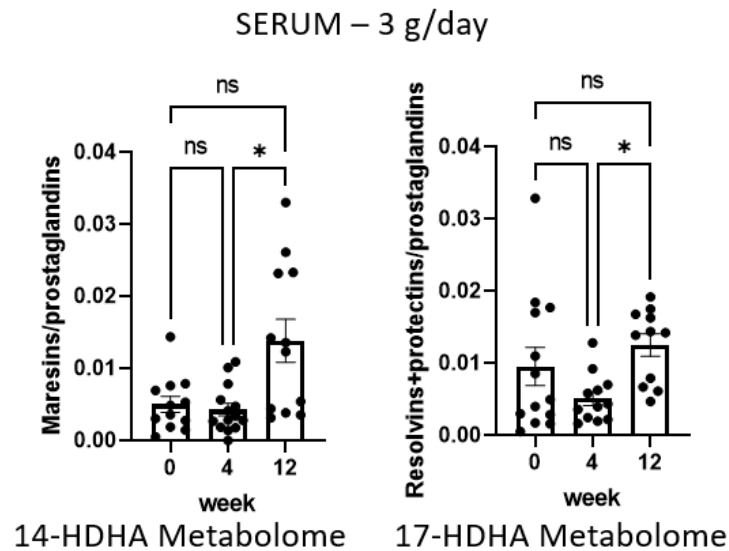 SERUM – 3 g/day
Maresins/prostaglandins
0.04
0.03
0.02
0.01
0.00
ns
ns
*
0 4 12
week
14-HDHA Metabolome
Resolvins+protectins/prostaglandins
0.04
0.03
0.02
0.01
0.00
ns
ns
*
0 4 12
week
17-HDHA Metabolome